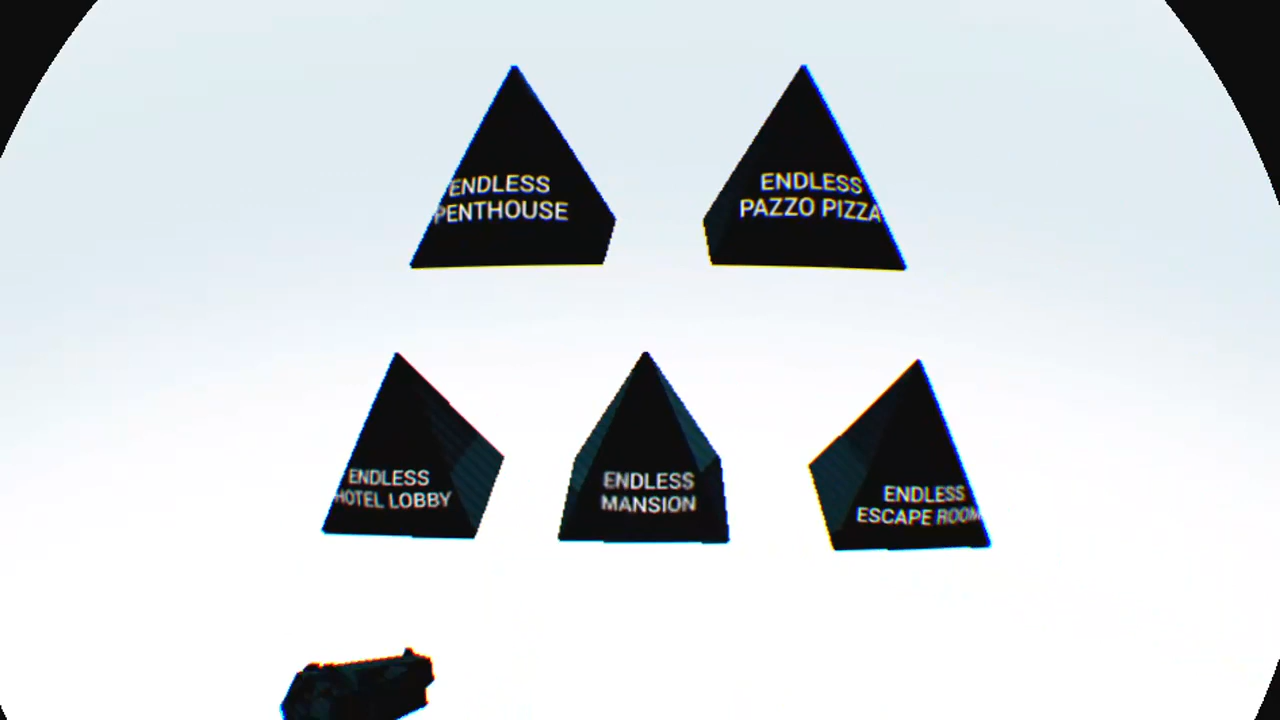 ENDLESS
PENTHOUSE
ENDLESS
PAZZO PIZZA
ENDLESS
HOTEL LOBBY
ENDLESS
MANSION
ENDLESS
ESCAPE ROOM